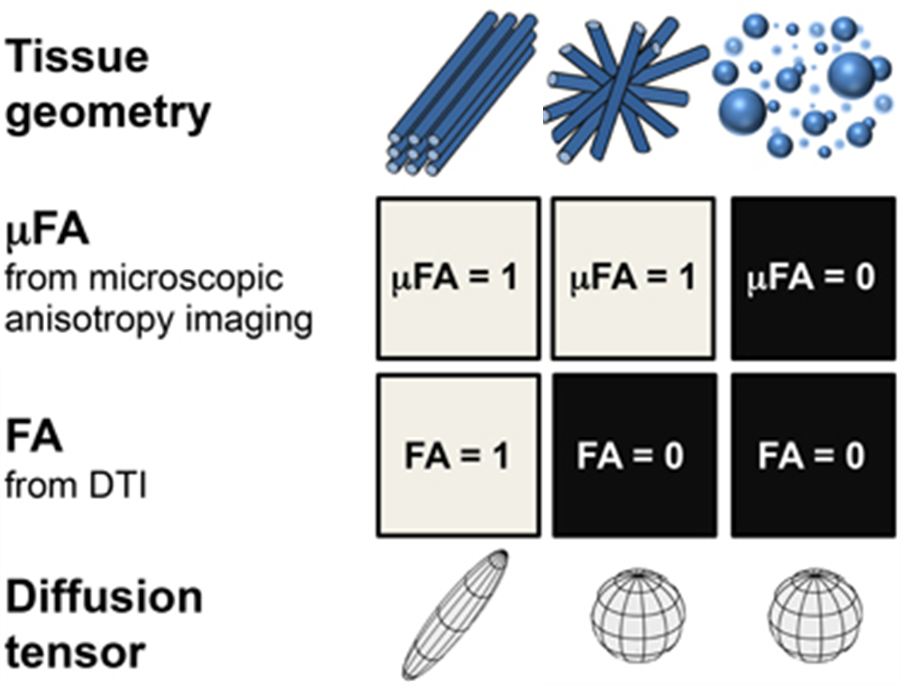 Tissue
geometry
μFA
from microscopic
anisotropy imaging
μFA = 1
μFA = 1
μFA = 0
FA
from DTI
FA = 1
FA = 0
FA = 0
Diffusion
tensor